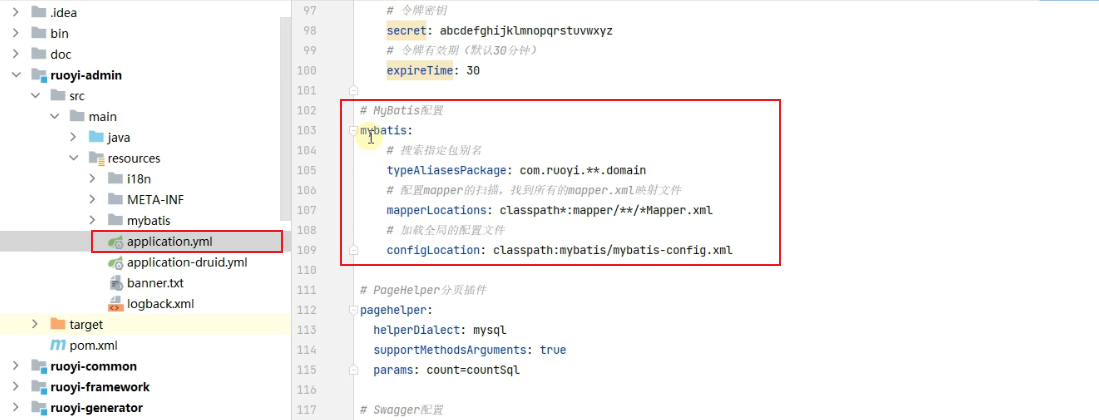 .idea
bin
doc
ruoyi-admin
src
main
java
resources
i18n
META-INF
mybatis
application.yml
application-druid.yml
banner.txt
logback.xml
target
pom.xml
ruoyi-common
ruoyi-framework
ruoyi-generator
97 # 令牌密钥
98 secret: abcdefghijklmnopqrstuvwxyz
99 # 令牌有效期（默认30分钟）
100 expireTime: 30
101
102 # MyBatis配置
103 mybatis:
104 # 搜索指定包别名
105 typeAliasesPackage: com.ruoyi.**.domain
106 # 配置mapper的扫描，找到所有的mapper.xml映射文件
107 mapperLocations: classpath*:mapper/**/*Mapper.xml
108 # 加载全局的配置文件
109 configLocation: classpath:mybatis/mybatis-config.xml
110
111 # PageHelper分页插件
112 pagehelper:
113 helperDialect: mysql
114 supportMethodsArguments: true
115 params: count=countSql
116
117 # Swagger配置